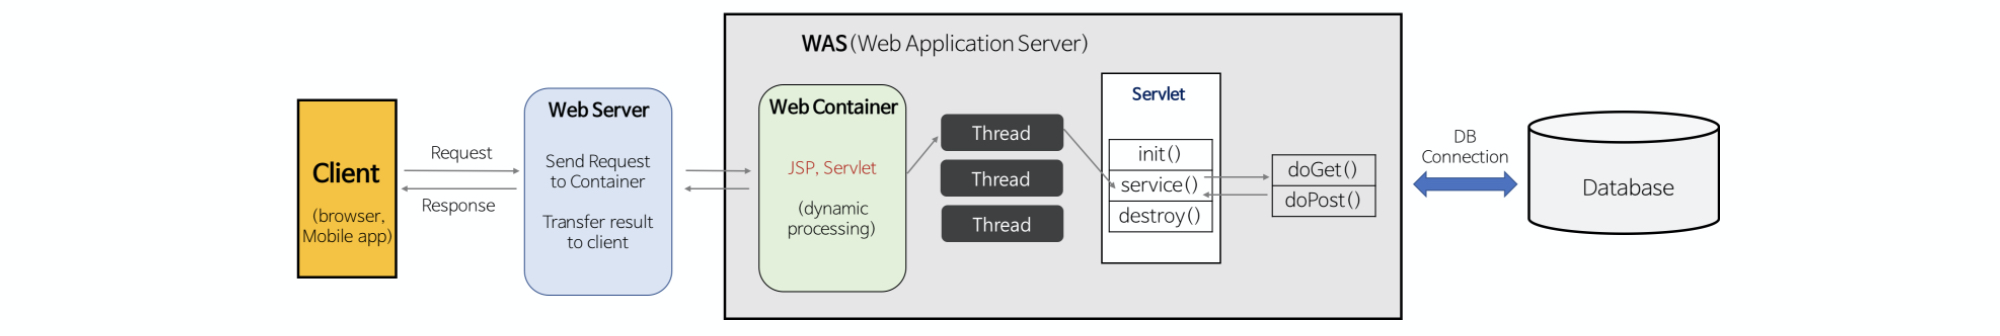 WAS (Web Application Server)
Client
(browser,
Mobile app)
Request
Response
Web Server
Send Request
to Container
Transfer result
to client
Web Container
JSP, Servlet
(dynamic
processing)
Thread
Thread
Thread
Servlet
init()
service()
destroy()
doGet()
doPost()
DB
Connection
Database